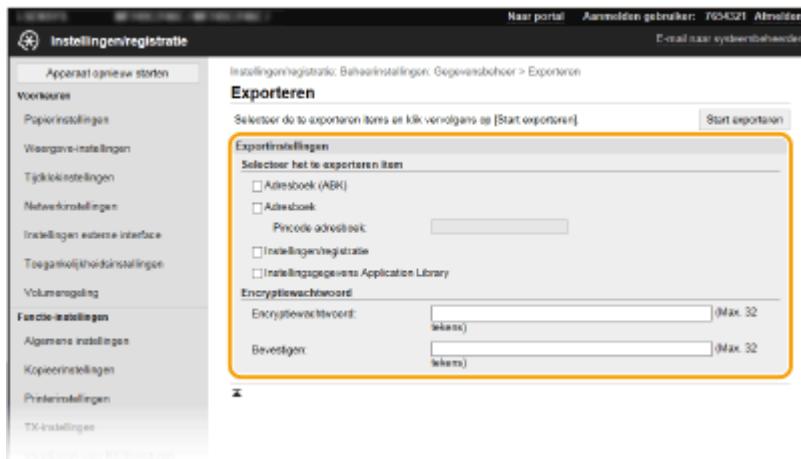 Naar portal Aanmelden gebruiker: 7654321 Afmelden
Instellingen/registratie
E-mail naar systeembeheerder
Apparaat opnieuw starten
Voorkeuren
Papierinstellingen
Weergave-instellingen
Tijdklokinstellingen
Netwerkinstellingen
Instellingen externe interface
Toegankelijkheidsinstellingen
Volumeregeling
Functie-instellingen
Algemene instellingen
Kopieerinstellingen
Printerinstellingen
TX-instellingen
Instellingen/registratie: Beheerinstellingen: Gegevensbeheer > Exporteren
Exporteren
Selecteer de te exporteren items en klik vervolgens op [Start exporteren].
Start exporteren
Exportinstellingen
Selecteer het te exporteren item
Adresboek (ABK)
Adresboek
Pincode adresboek:
Instellingen/registratie
Instellingsgegevens Application Library
Encryptiewachtwoord
Encryptiewachtwoord: (Max. 32
tekens)
Bevestigen: (Max. 32
tekens)